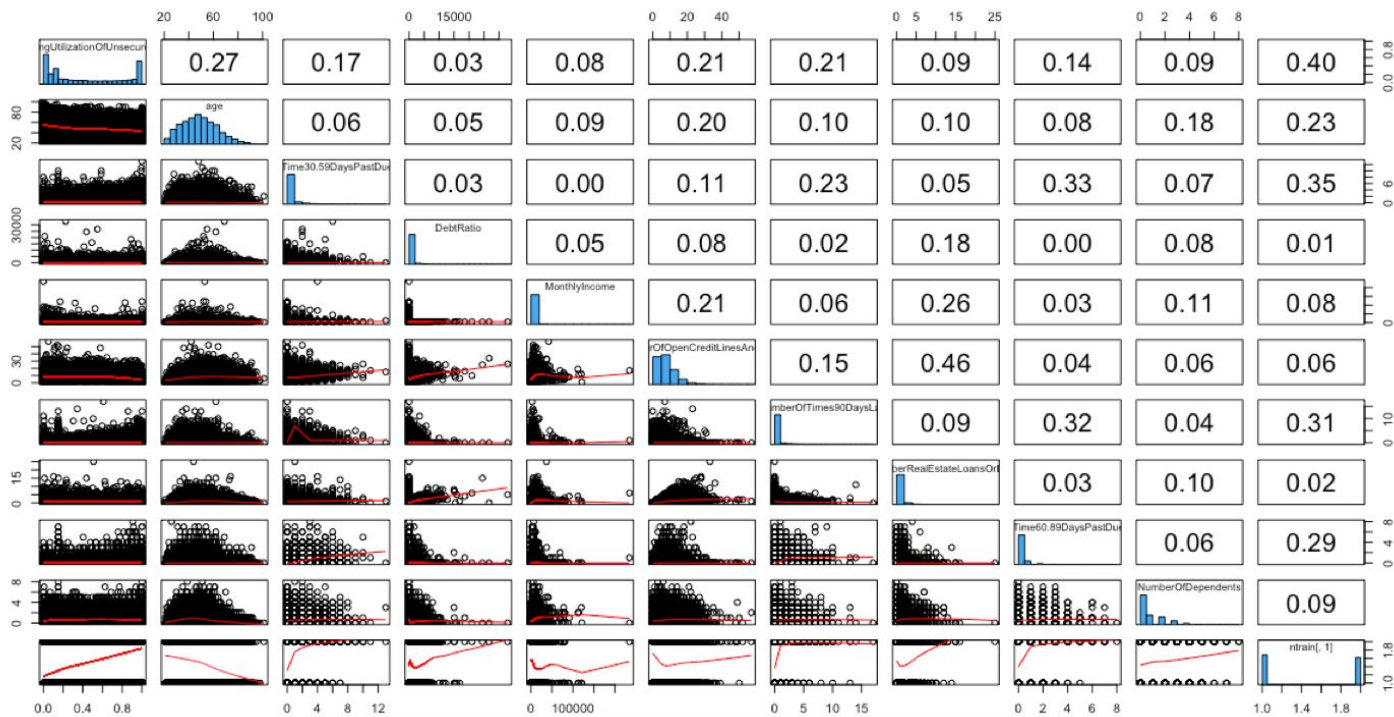 20 60 100 0 15000 0 20 40 0 5 15 25 0 2 4 6 8
ngUtilizationOfUnsecur 0.27 0.17 0.03 0.08 0.21 0.21 0.09 0.14 0.09 0.40 0.0 0.4 0.8
20 80 age 0.06 0.05 0.09 0.20 0.10 0.10 0.08 0.18 0.23
Time30.59DaysPastDue 0.03 0.00 0.11 0.23 0.05 0.33 0.07 0.35 0 6
0 30000 DebtRatio 0.05 0.08 0.02 0.18 0.00 0.08 0.01
MonthlyIncome 0.21 0.06 0.26 0.03 0.11 0.08 0
0 30 rOfOpenCreditLinesAn 0.15 0.46 0.04 0.06 0.06
mberOfTimes90DaysLa 0.09 0.32 0.04 0.31 0 10
0 15 berRealEstateLoansOrl 0.03 0.10 0.02
Time60.89DaysPastDue 0.06 0.29 0 4 8
0 4 8 NumberOfDependents 0.09
ntrain[, 1] 1.0 1.8
0.0 0.4 0.8 0 4 8 12 0 100000 0 5 10 15 0 2 4 6 8 1.0 1.4 1.8